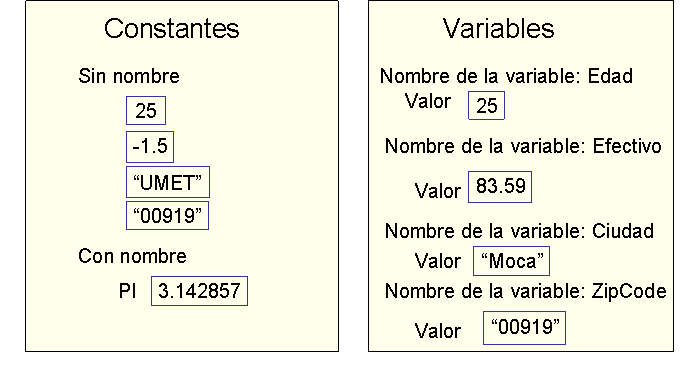 Constantes
Sin nombre
25
-1.5
“UMET”
“00919”
Con nombre
PI 3.142857
Variables
Nombre de la variable: Edad
Valor 25
Nombre de la variable: Efectivo
Valor 83.59
Nombre de la variable: Ciudad
Valor “Moca”
Nombre de la variable: ZipCode
Valor “00919”